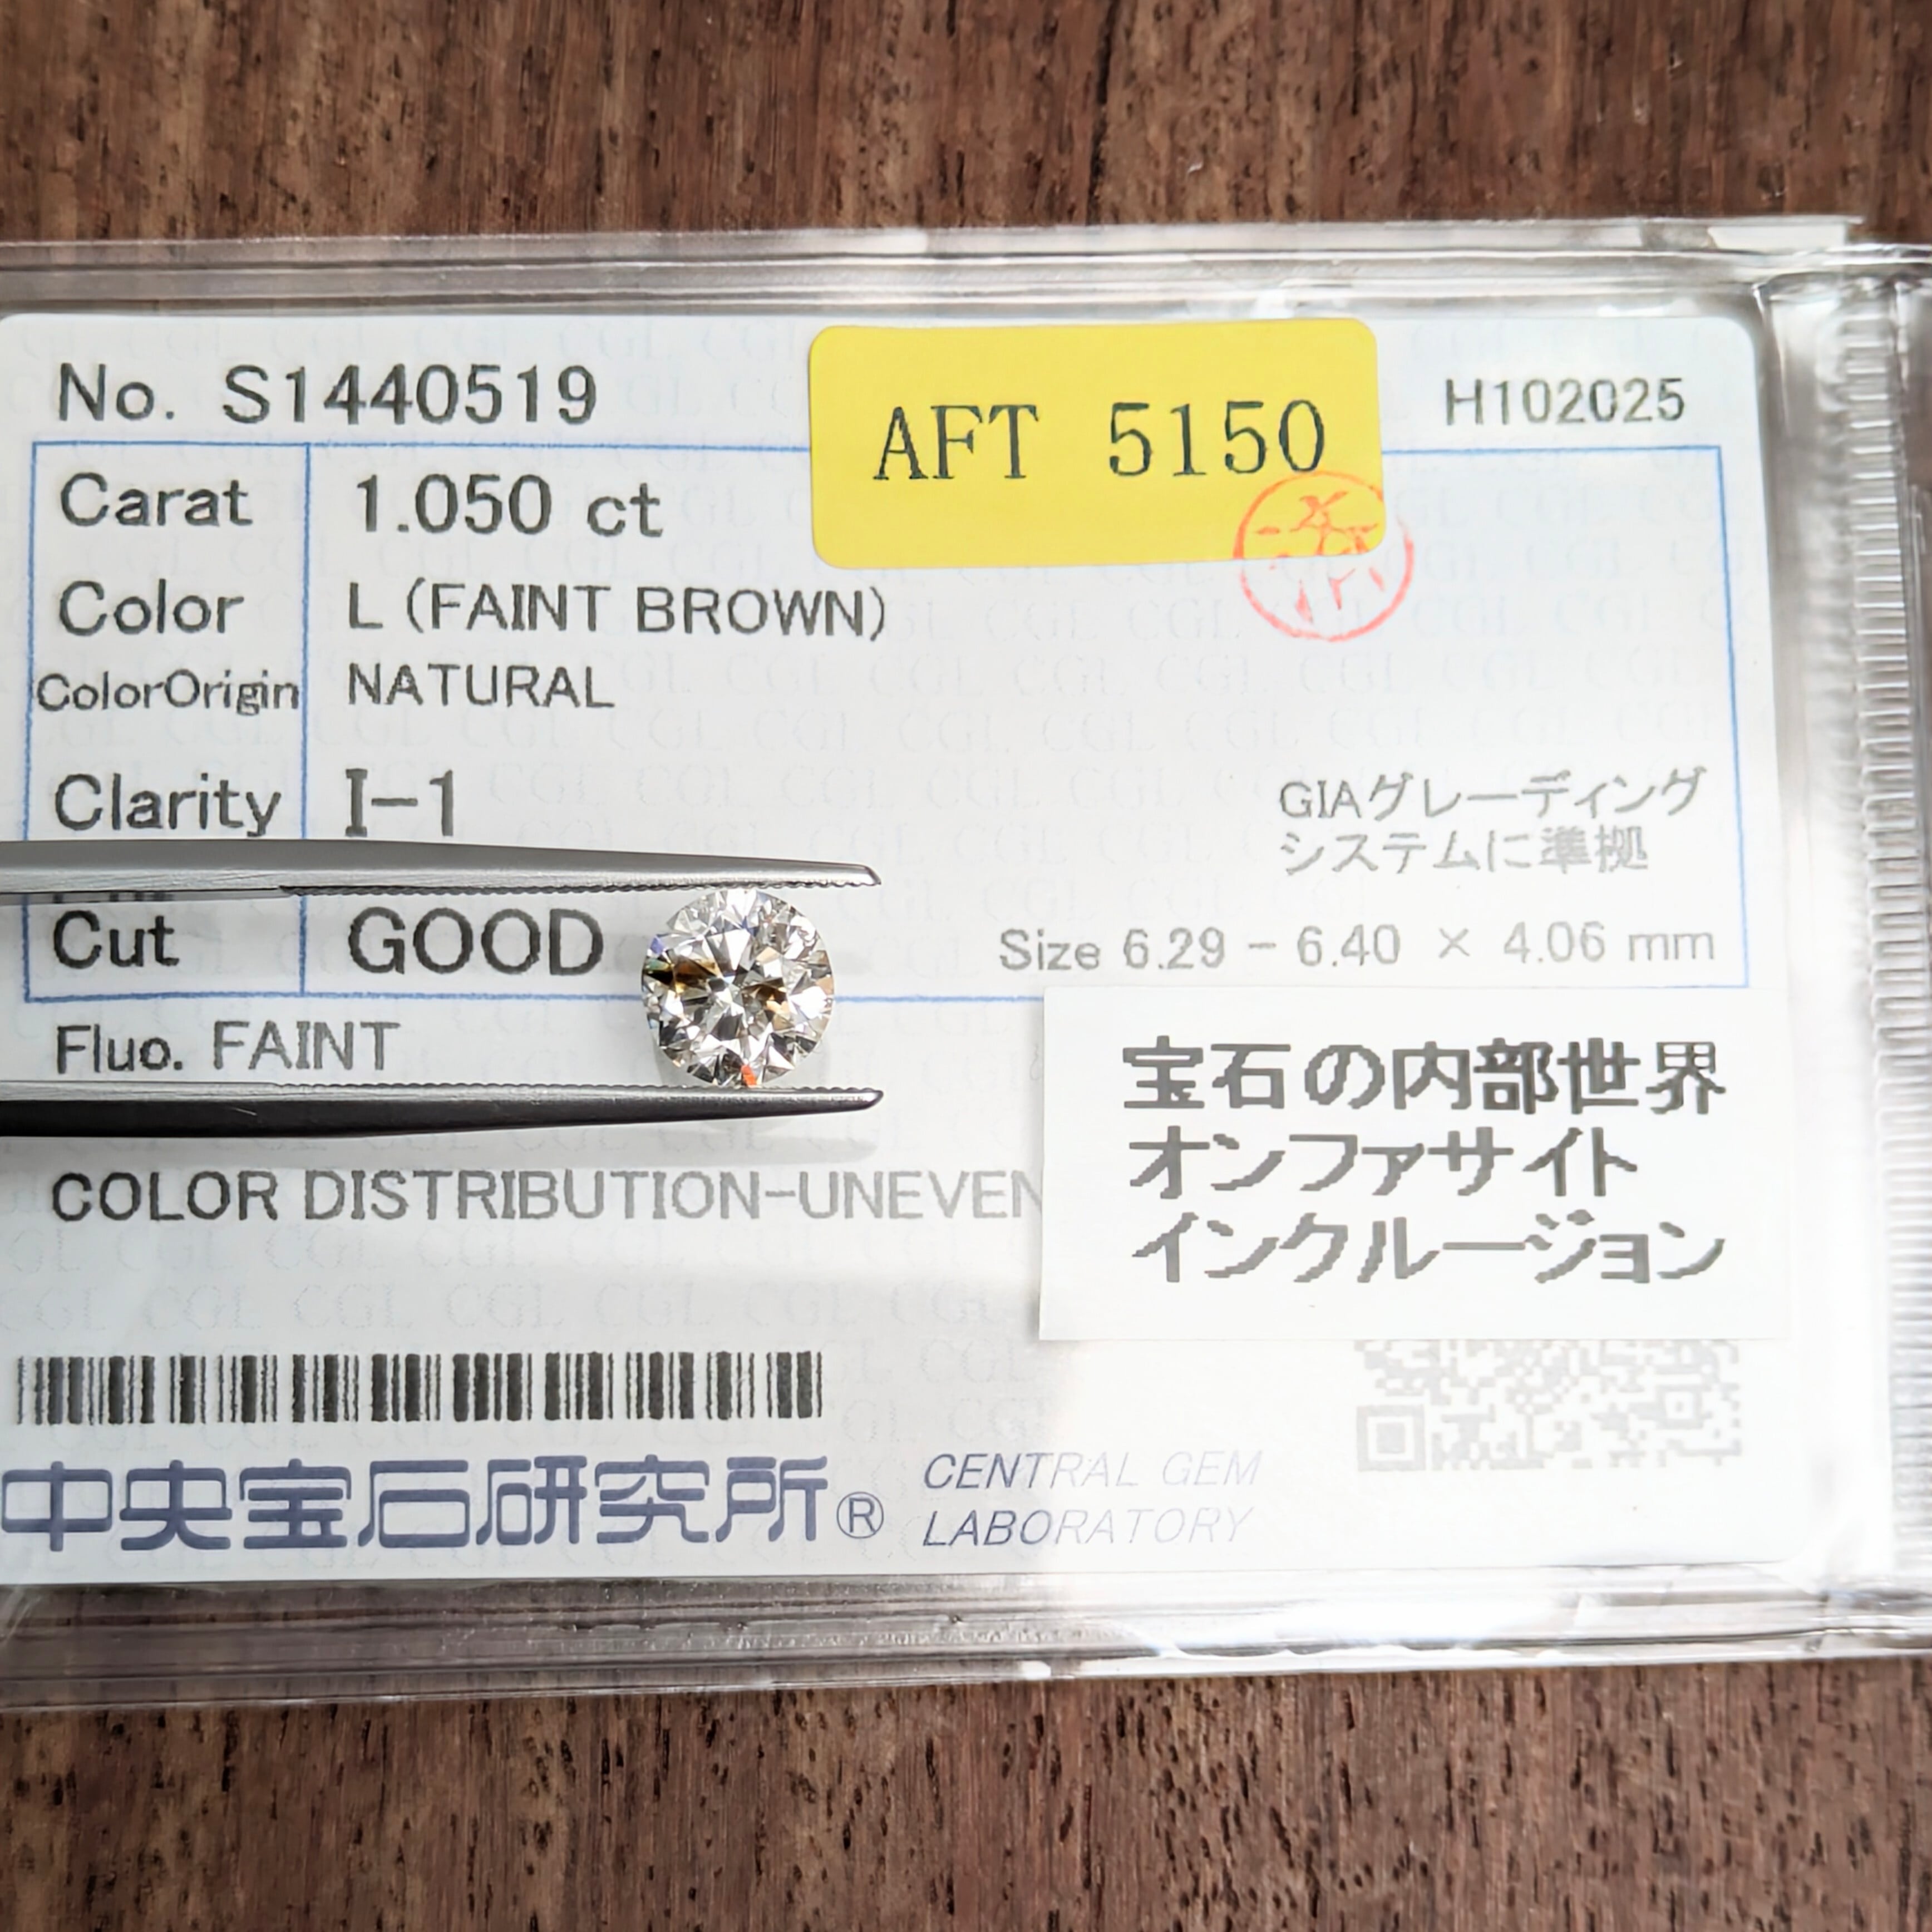 No. S1440519
AFT 5150
H102025
Carat 1.050 ct
Color L (FAINT BROWN)
ColorOrigin NATURAL
Clarity I-1
GIAグレーディング
システムに準拠
Cut GOOD
Size 6.29 - 6.40 × 4.06 mm
Fluo. FAINT
宝石の内部世界
オンファサイト
インクルージョン
COLOR DISTRIBUTION-UNEVEN
中央宝石研究所®
CENTRAL GEM
LABORATORY